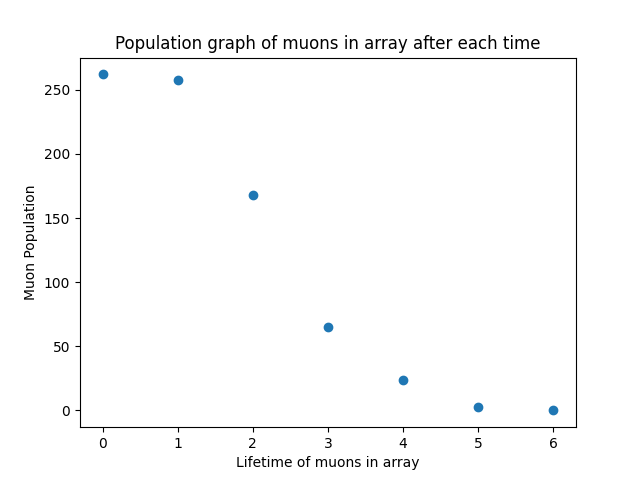 Population graph of muons in array after each time
250
200
150
100
50
0
Muon Population
0 1 2 3 4 5 6
Lifetime of muons in array